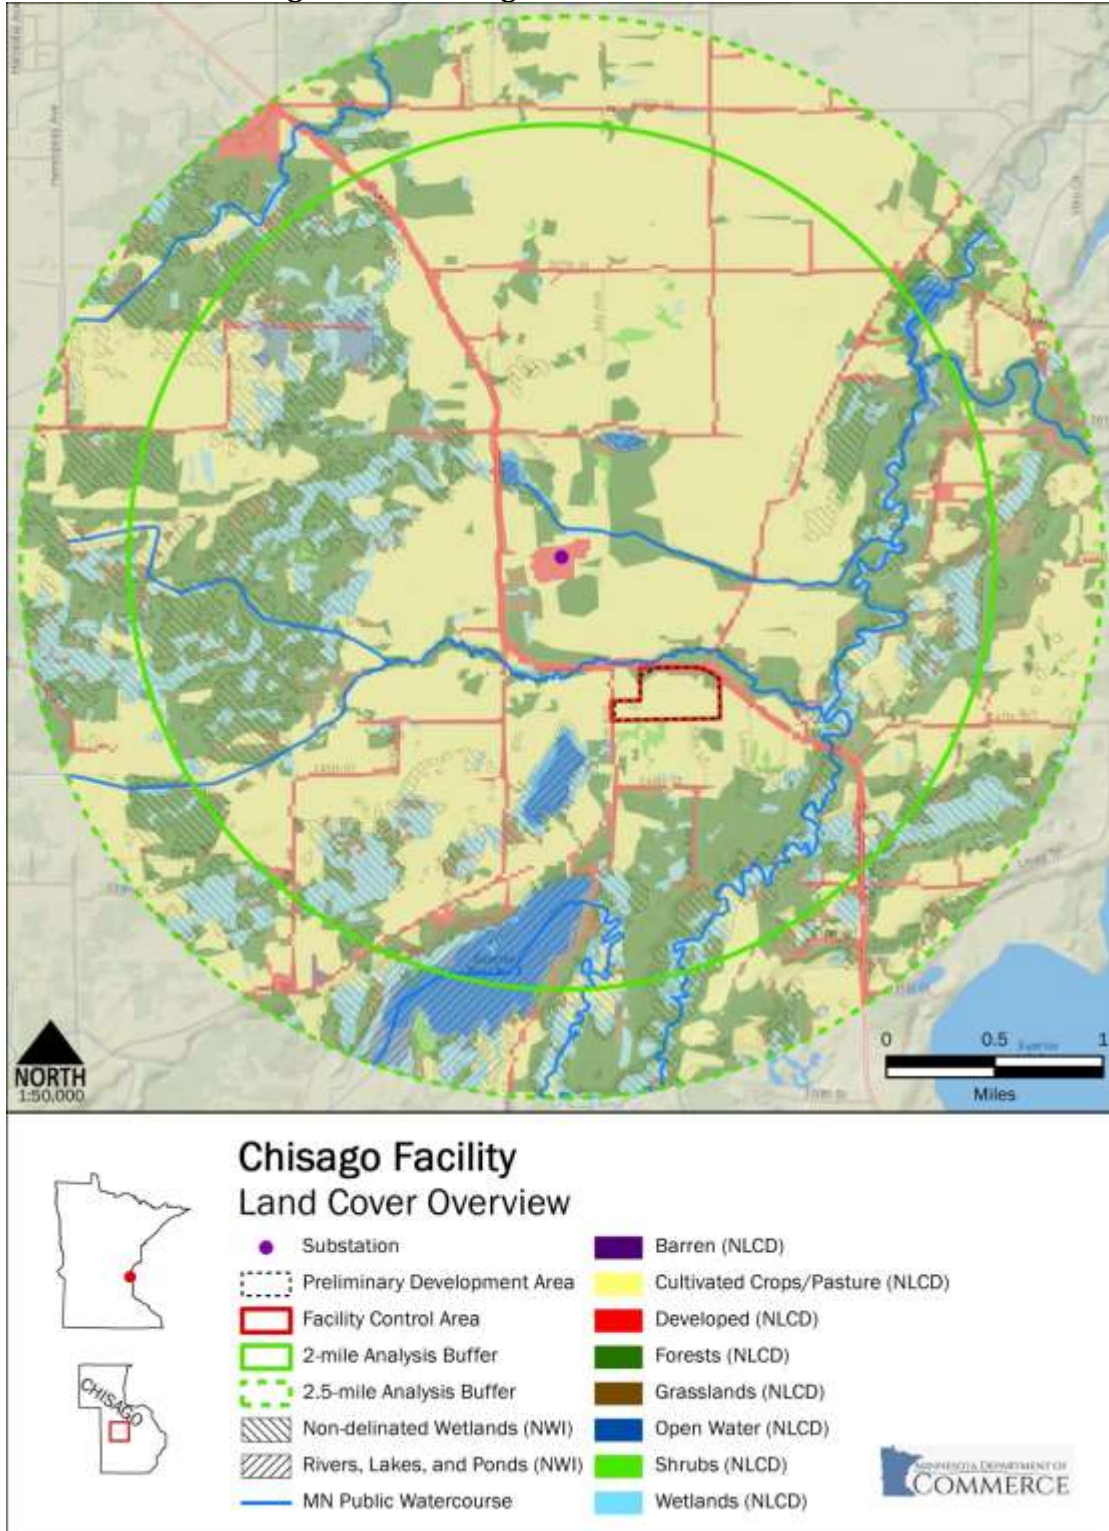 NORTH
1:50,000
0 0.5 1
Miles
Chisago Facility
Land Cover Overview
Substation
Preliminary Development Area
Facility Control Area
2-mile Analysis Buffer
2.5-mile Analysis Buffer
Non-delinated Wetlands (NWI)
Rivers, Lakes, and Ponds (NWI)
MN Public Watercourse
Barren (NLCD)
Cultivated Crops/Pasture (NLCD)
Developed (NLCD)
Forests (NLCD)
Grasslands (NLCD)
Open Water (NLCD)
Shrubs (NLCD)
Wetlands (NLCD)
CHISAGO
MINNESOTA DEPARTMENT OF
COMMERCE